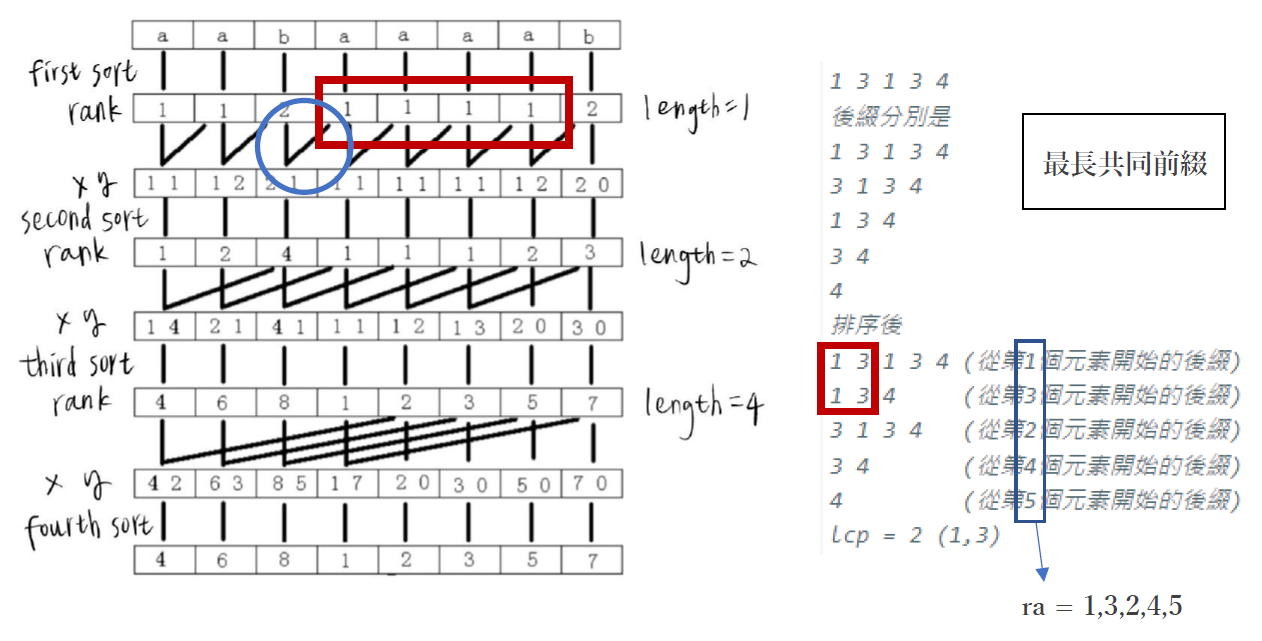 a a b a a a a b
first sort
rank 1 1 2 1 1 1 1 2 length=1
x y 1 1 1 2 2 1 1 1 1 1 1 1 1 2 2 0
second sort
rank 1 2 4 1 1 1 2 3 length=2
x y 1 4 2 1 4 1 1 1 1 2 1 3 2 0 3 0
third sort
rank 4 6 8 1 2 3 5 7 length=4
x y 4 2 6 3 8 5 1 7 2 0 3 0 5 0 7 0
fourth sort
4 6 8 1 2 3 5 7
1 3 1 3 4
後綴分別是
1 3 1 3 4
3 1 3 4
1 3 4
3 4
4
排序後
1 3 1 3 4 (從第1個元素開始的後綴)
1 3 4 (從第3個元素開始的後綴)
3 1 3 4 (從第2個元素開始的後綴)
3 4 (從第4個元素開始的後綴)
4 (從第5個元素開始的後綴)
lcp = 2 (1,3)
最長共同前綴
ra = 1,3,2,4,5